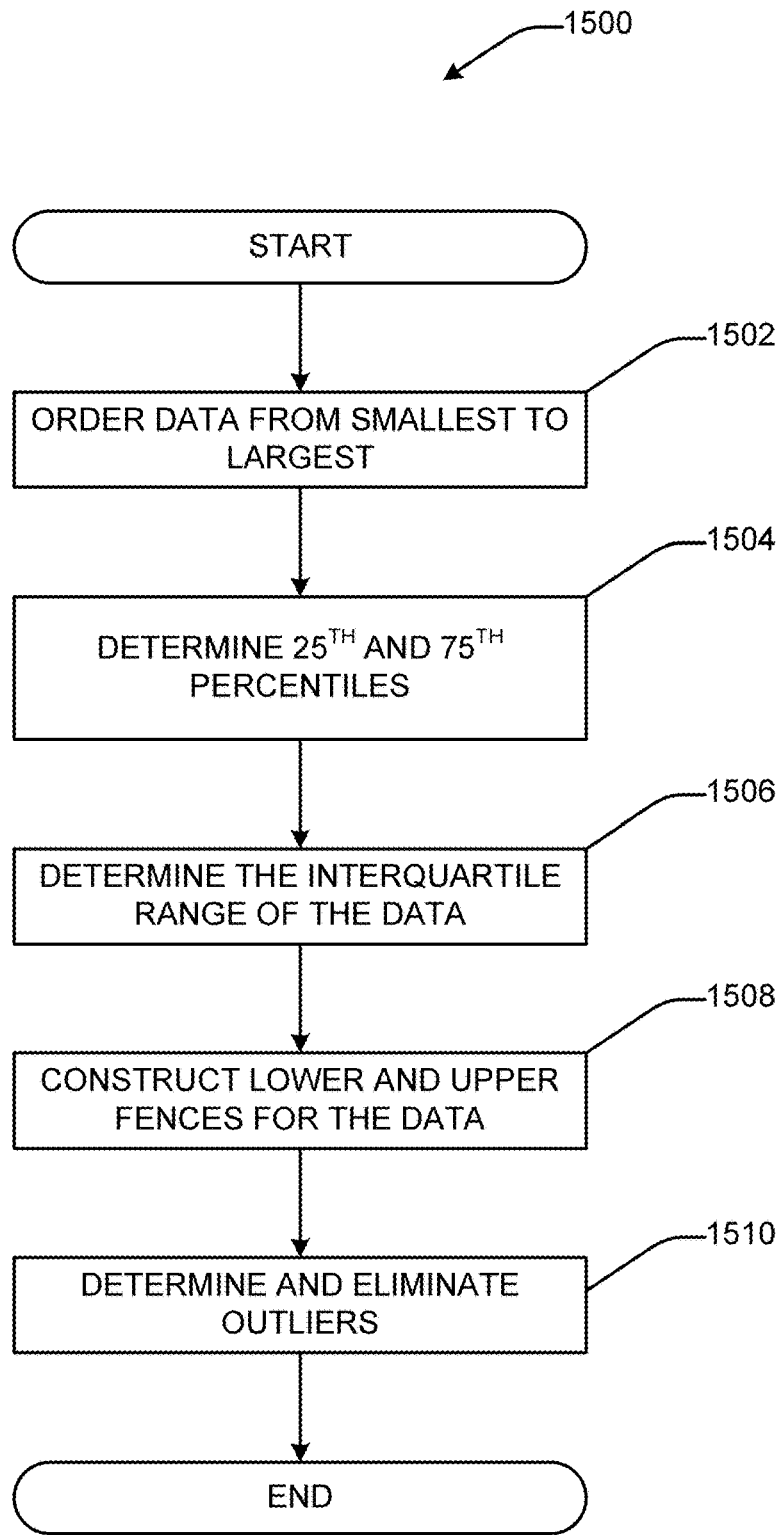 1500
START
1502
ORDER DATA FROM SMALLEST TO
LARGEST
1504
DETERMINE 25TH AND 75TH
PERCENTILES
1506
DETERMINE THE INTERQUARTILE
RANGE OF THE DATA
1508
CONSTRUCT LOWER AND UPPER
FENCES FOR THE DATA
1510
DETERMINE AND ELIMINATE
OUTLIERS
END